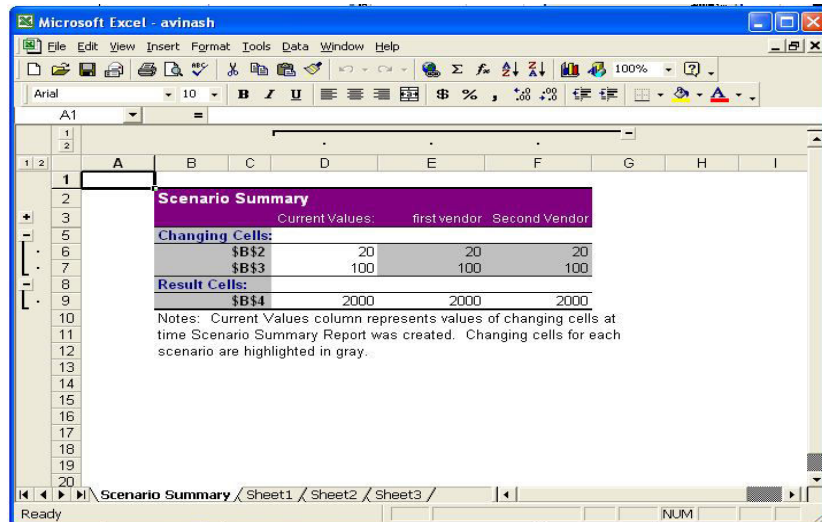 Microsoft Excel - avinash
File Edit View Insert Format Tools Data Window Help
100%
Arial 10 B I U $ % ,
A1 =
1
2
1 2 A B C D E F G H I
1
2 Scenario Summary
3 Current Values: first vendor Second Vendor
5 Changing Cells:
6 $B$2 20 20 20
7 $B$3 100 100 100
8 Result Cells:
9 $B$4 2000 2000 2000
10 Notes: Current Values column represents values of changing cells at
11 time Scenario Summary Report was created. Changing cells for each
12 scenario are highlighted in gray.
13
14
15
16
17
18
19
20
Scenario Summary / Sheet1 / Sheet2 / Sheet3 /
Ready NUM